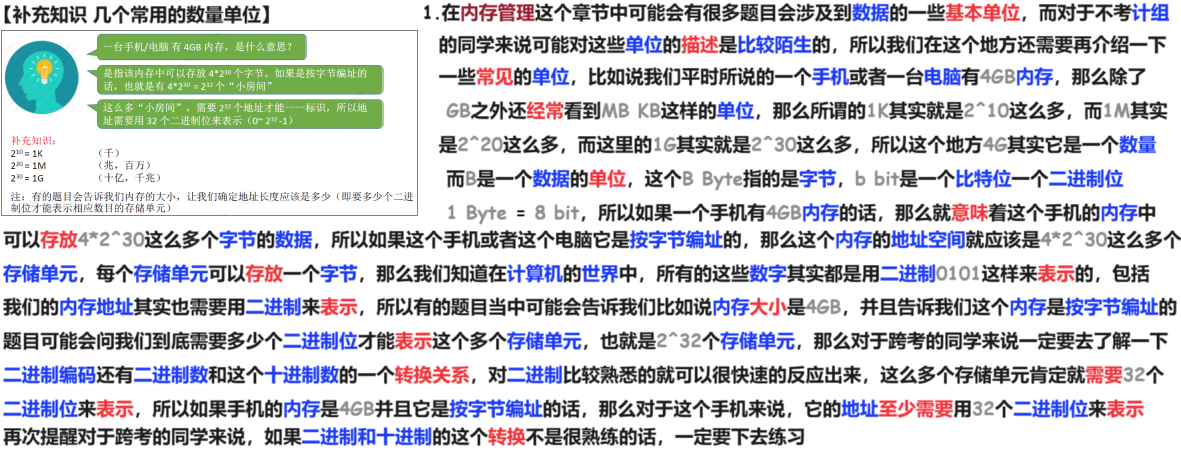 【补充知识 几个常用的数量单位】
一台手机/电脑 有 4GB 内存，是什么意思？
是指该内存中可以存放 4*2³⁰ 个字节。如果是按字节编址的
话，也就是有 4*2³⁰ = 2³² 个“小房间”
这么多“小房间”，需要 2³² 个地址才能一一标识，所以地
址需要用 32 个二进制位来表示（0~ 2³² -1）
补充知识：
2¹⁰ = 1K （千）
2²⁰ = 1M （兆，百万）
2³⁰ = 1G （十亿，千兆）
注：有的题目会告诉我们内存的大小，让我们确定地址长度应该是多少（即要多少个二进
制位才能表示相应数目的存储单元）
1.在内存管理这个章节中可能会有很多题目会涉及到数据的一些基本单位，而对于不考计组
的同学来说可能对这些单位的描述是比较陌生的，所以我们在这个地方还需要再介绍一下
一些常见的单位，比如说我们平时所说的一个手机或者一台电脑有4GB内存，那么除了
GB之外还经常看到MB KB这样的单位，那么所谓的1K其实就是2^10这么多，而1M其实
是2^20这么多，而这里的1G其实就是2^30这么多，所以这个地方4G其实它是一个数量
而B是一个数据的单位，这个B Byte指的是字节，b bit是一个比特位一个二进制位
1 Byte = 8 bit，所以如果一个手机有4GB内存的话，那么就意味着这个手机的内存中
可以存放4*2^30这么多个字节的数据，所以如果这个手机或者这个电脑它是按字节编址的，那么这个内存的地址空间就应该是4*2^30这么多个
存储单元，每个存储单元可以存放一个字节，那么我们知道在计算机的世界中，所有的这些数字其实都是用二进制0101这样来表示的，包括
我们的内存地址其实也需要用二进制来表示，所以有的题目当中可能会告诉我们比如说内存大小是4GB，并且告诉我们这个内存是按字节编址的
题目可能会问我们到底需要多少个二进制位才能表示这个多个存储单元，也就是2^32个存储单元，那么对于跨考的同学来说一定要去了解一下
二进制编码还有二进制数和这个十进制数的一个转换关系，对二进制比较熟悉的就可以很快速的反应出来，这么多个存储单元肯定就需要32个
二进制位来表示，所以如果手机的内存是4GB并且它是按字节编址的话，那么对于这个手机来说，它的地址至少需要用32个二进制位来表示
再次提醒对于跨考的同学来说，如果二进制和十进制的这个转换不是很熟练的话，一定要下去练习